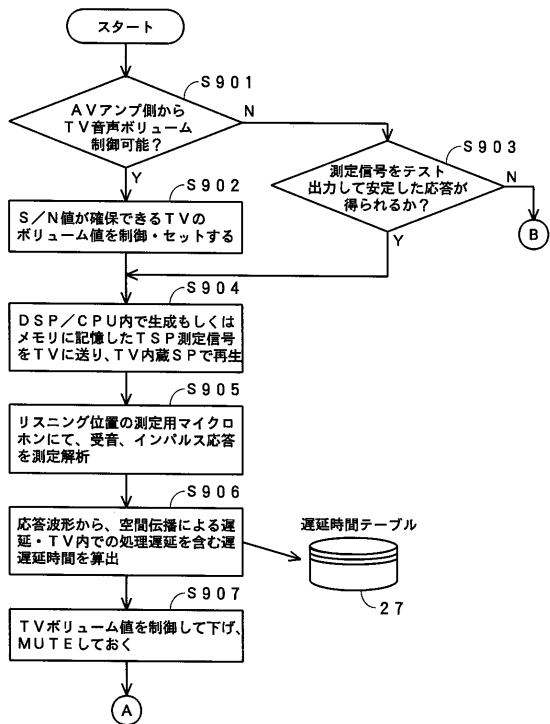 スタート
S901
AVアンプ側から
TV音声ボリューム
制御可能？
N
Y
S903
測定信号をテスト
出力して安定した応答が
得られるか？
N
Y
B
S902
S／N値が確保できるTVの
ボリューム値を制御・セットする
S904
DSP／CPU内で生成もしくは
メモリに記憶したTSP測定信号
をTVに送り、TV内蔵SPで再生
S905
リスニング位置の測定用マイクロ
ホンにて、受音、インパルス応答
を測定解析
S906
応答波形から、空間伝播による遅
延・TV内での処理遅延を含む遅
遅延時間を算出
遅延時間テーブル
27
S907
TVボリューム値を制御して下げ、
MUTEしておく
A